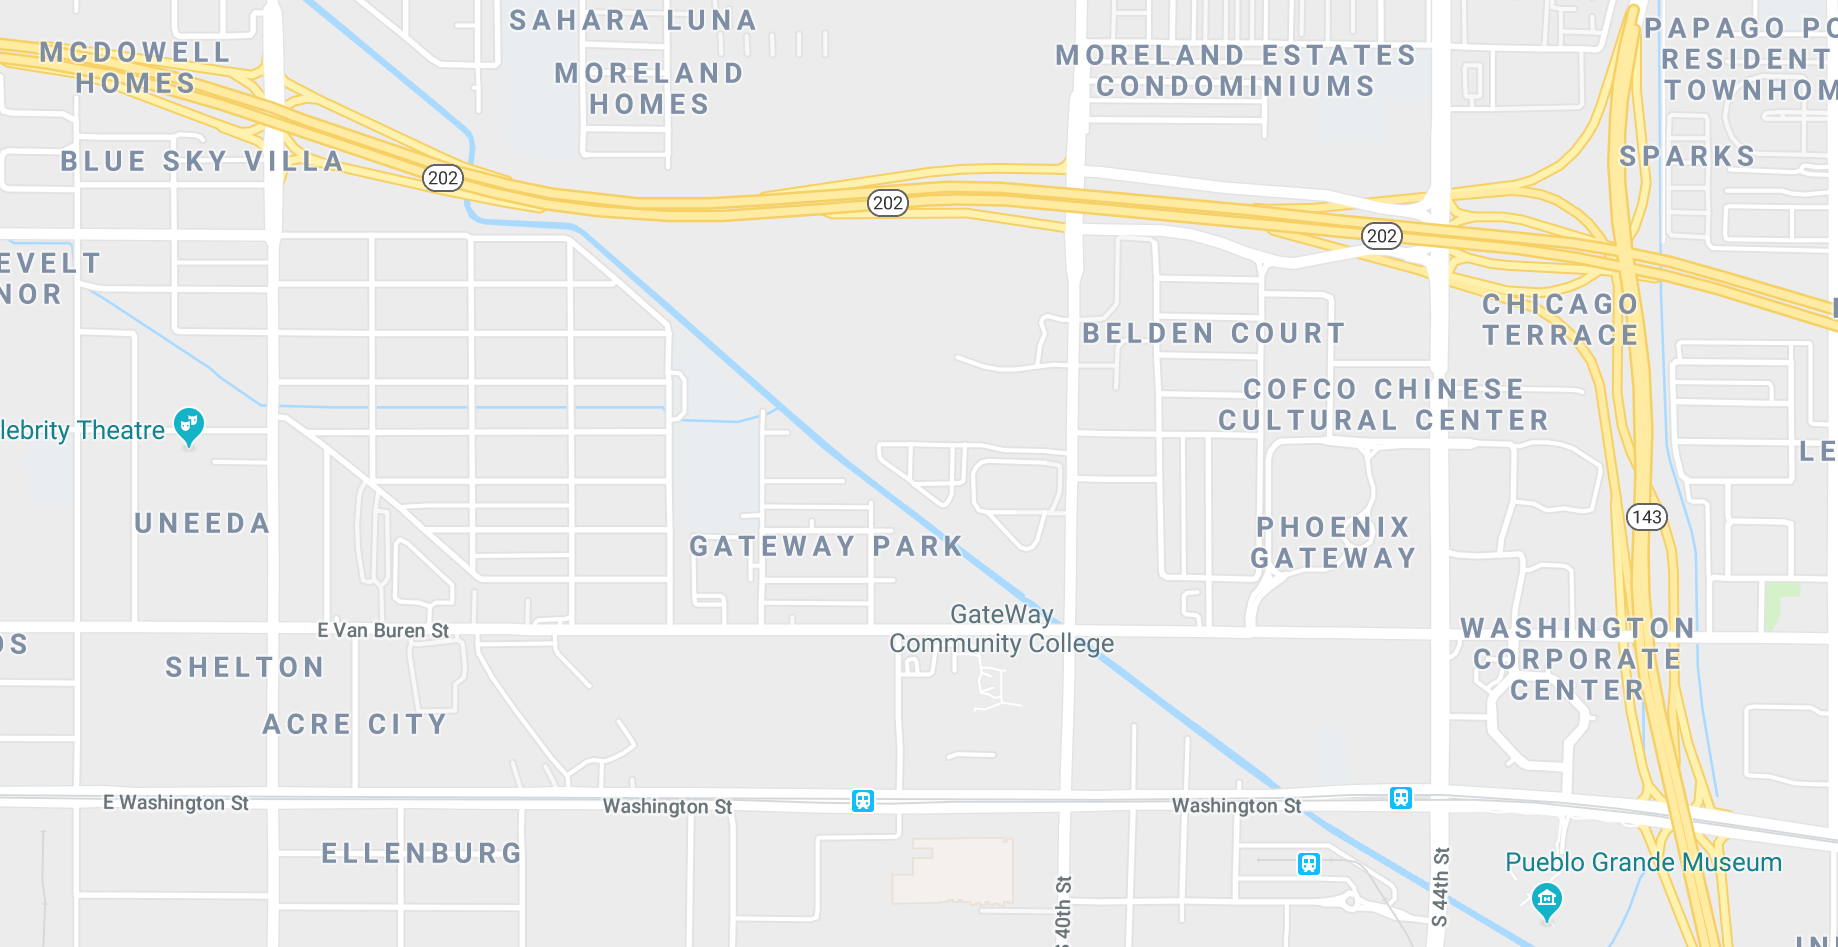 SAHARA LUNA
PAPAGO PO
RESIDENT
TOWNHOM
MCDOWELL
HOMES
MORELAND
HOMES
MORELAND ESTATES
CONDOMINIUMS
BLUE SKY VILLA
SPARKS
202
202
202
EVELT
NOR
CHICAGO
TERRACE
BELDEN COURT
COFCO CHINESE
CULTURAL CENTER
lebrity Theatre
LE
UNEEDA
GATEWAY PARK
PHOENIX
GATEWAY
143
GateWay
Community College
E Van Buren St
WASHINGTON
CORPORATE
CENTER
OS
SHELTON
ACRE CITY
E Washington St
Washington St
Washington St
ELLENBURG
Pueblo Grande Museum
S 40th St
S 44th St